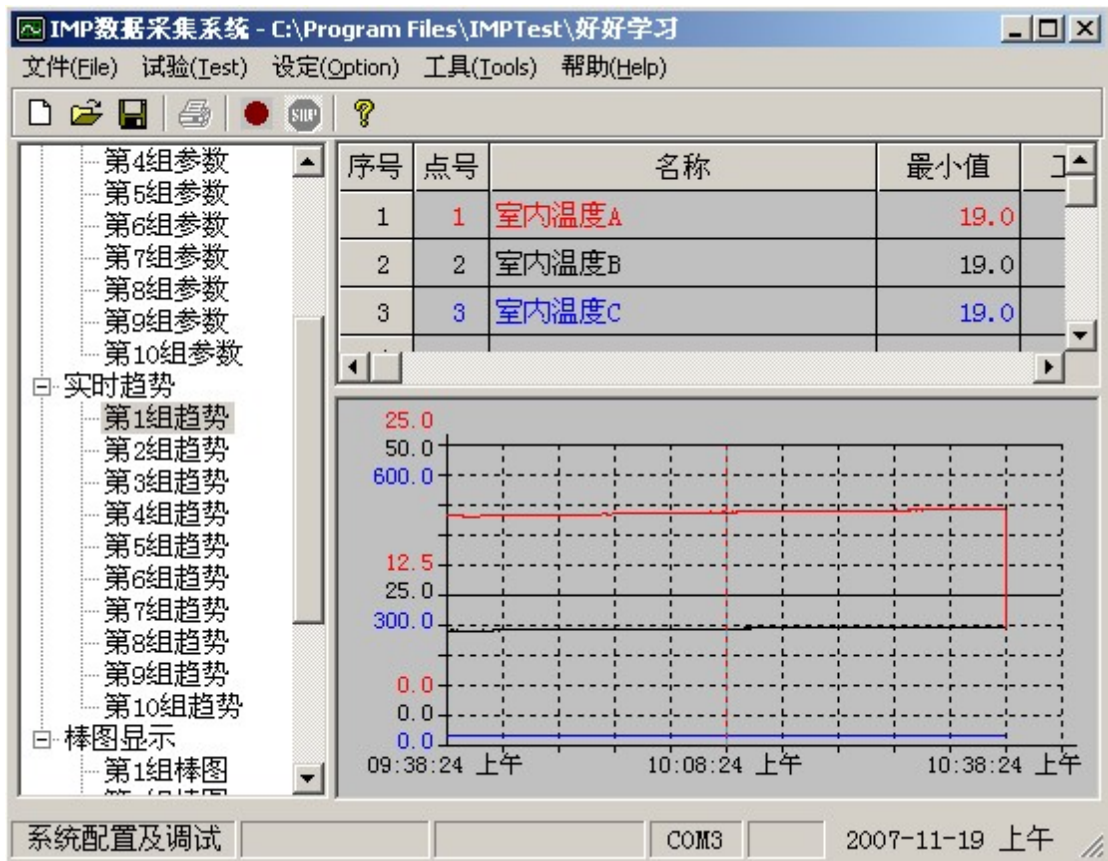 IMP数据采集系统 - C:\Program Files\IMPTest\好好学习
文件(File) 试验(Test) 设定(Option) 工具(Tools) 帮助(Help)
STOP
第4组参数
第5组参数
第6组参数
第7组参数
第8组参数
第9组参数
第10组参数
实时趋势
第1组趋势
第2组趋势
第3组趋势
第4组趋势
第5组趋势
第6组趋势
第7组趋势
第8组趋势
第9组趋势
第10组趋势
棒图显示
第1组棒图
序号 点号 名称 最小值
1 1 室内温度A 19.0
2 2 室内温度B 19.0
3 3 室内温度C 19.0
25.0
50.0
600.0
12.5
25.0
300.0
0.0
0.0
0.0
09:38:24 上午 10:08:24 上午 10:38:24 上午
系统配置及调试 COM3 2007-11-19 上午